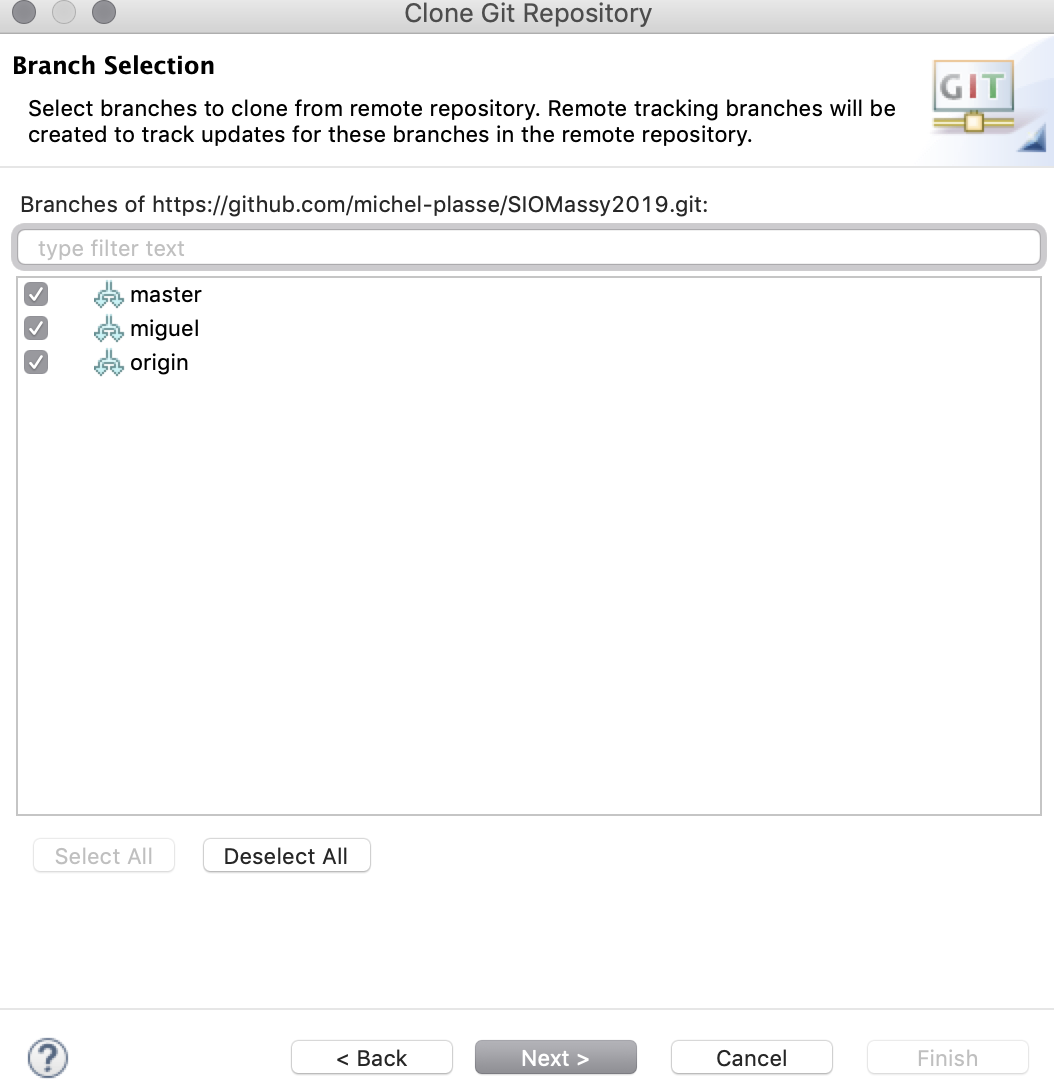 Clone Git Repository
Branch Selection
GIT
Select branches to clone from remote repository. Remote tracking branches will be
created to track updates for these branches in the remote repository.
Branches of https://github.com/michel-plasse/SIOMassy2019.git:
type filter text
master
miguel
origin
Select All
Deselect All
?
< Back
Next >
Cancel
Finish